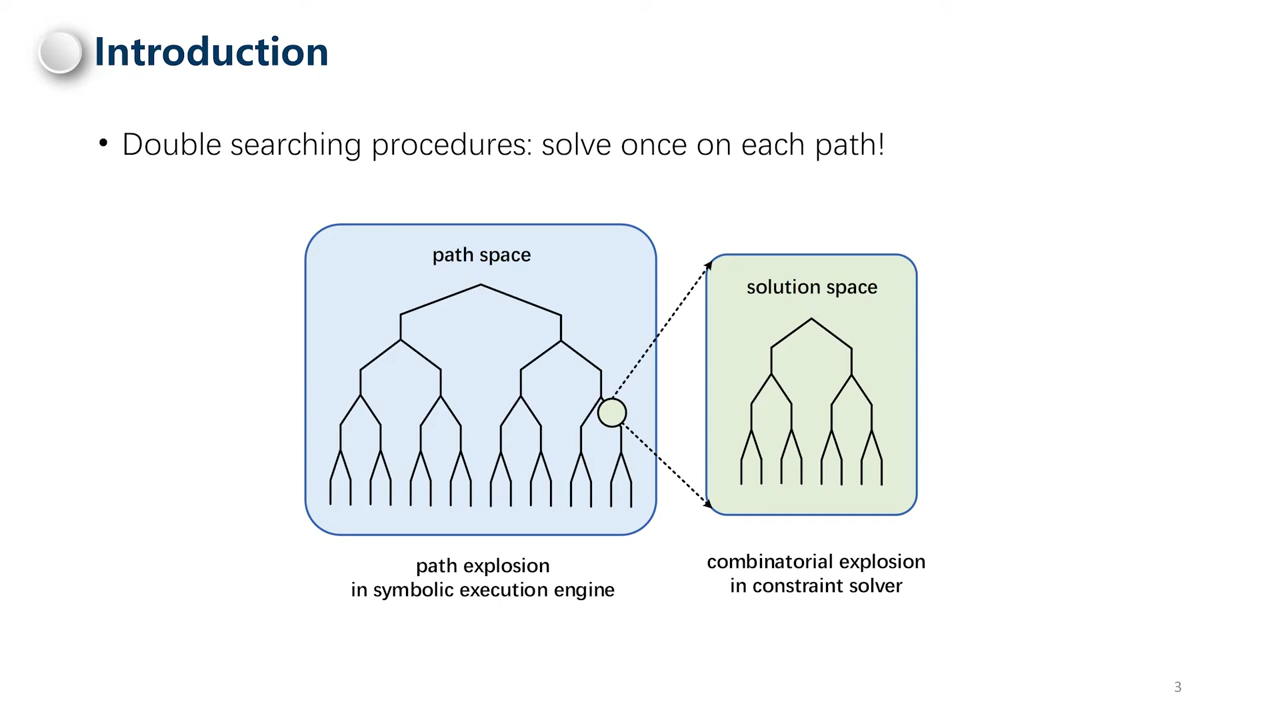 Introduction
• Double searching procedures: solve once on each path!
path space
solution space
path explosion
in symbolic execution engine
combinatorial explosion
in constraint solver
3